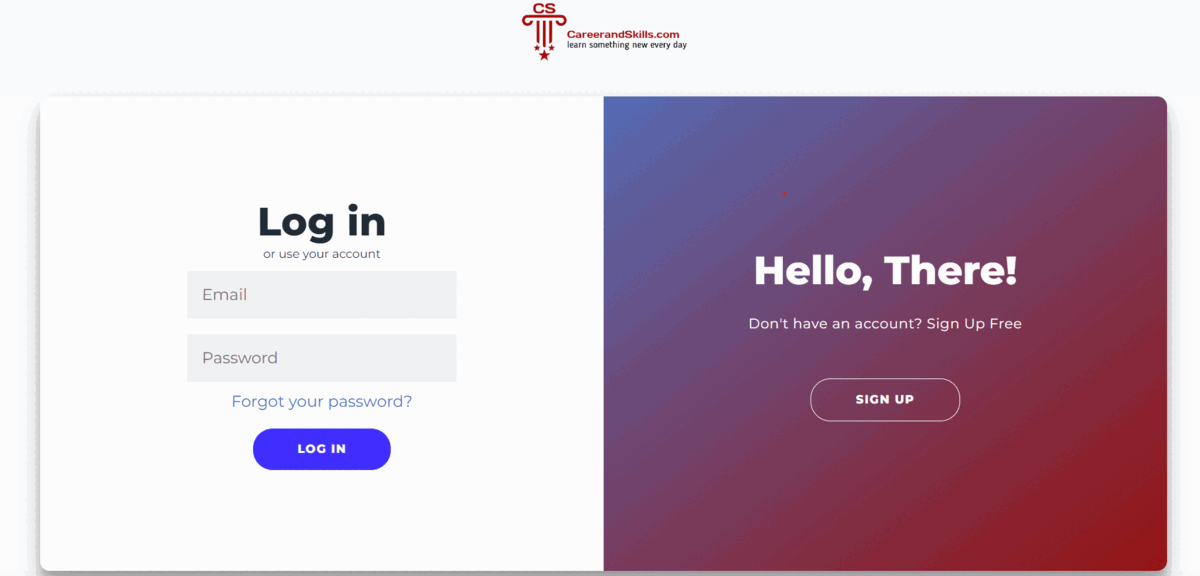 CS
CareerandSkills.com
learn something new every day
Log in
or use your account
Email
Password
Forgot your password?
LOG IN
Hello, There!
Don't have an account? Sign Up Free
SIGN UP